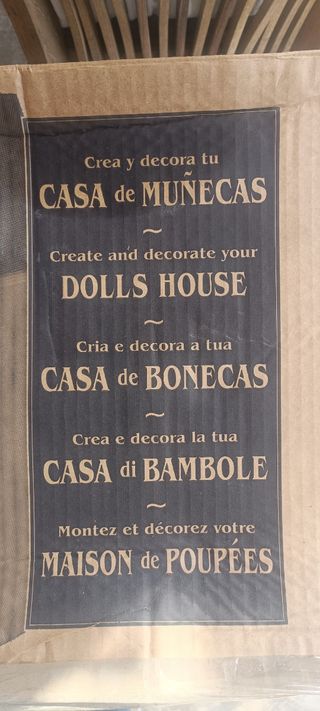 Crea y decora tu
CASA de MUÑECAS
~
Create and decorate your
DOLLS HOUSE
~
Cria e decora a tua
CASA de BONECAS
~
Crea e decora la tua
CASA di BAMBOLE
~
Montez et décorez votre
MAISON de POUPÉES